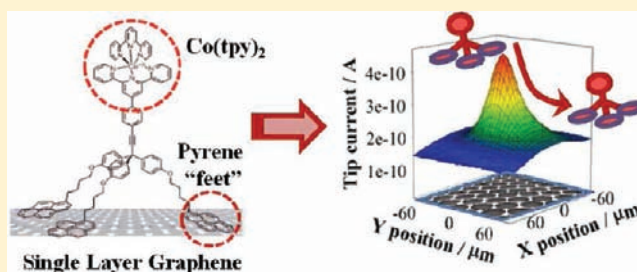 Co(tpy)₂
Pyrene
“feet”
Single Layer Graphene
Tip current / A
4e-10
3e-10
2e-10
1e-10
-60
0
60
Y position / μm
60
0
-60
X position / μm